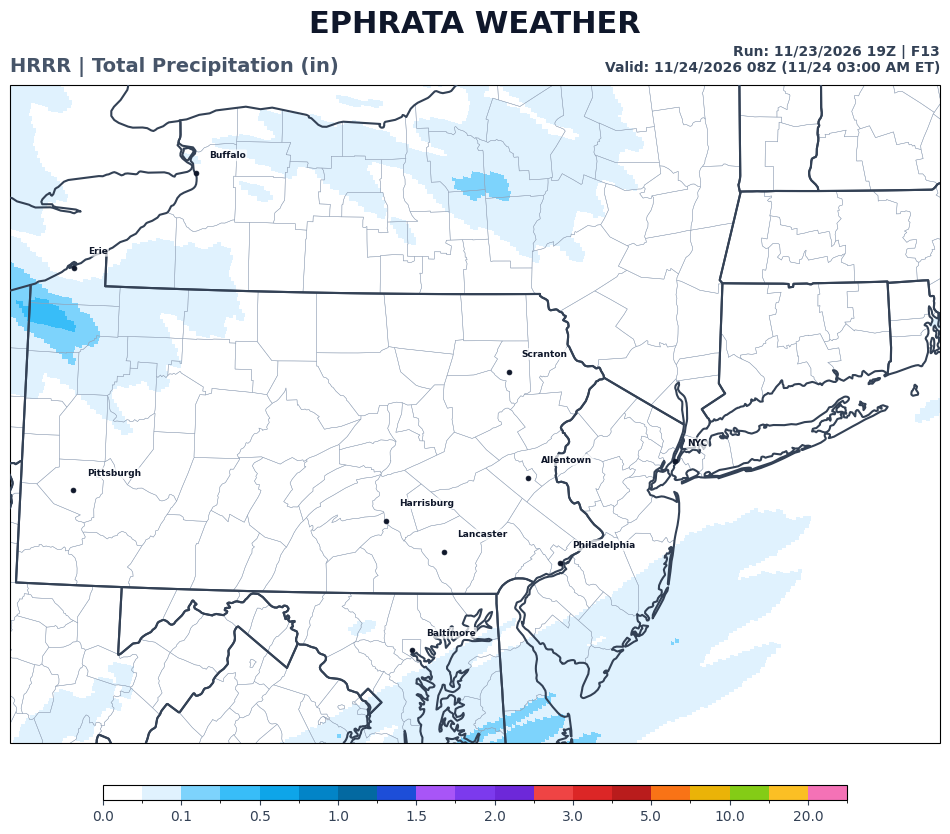 EPHRATA WEATHER
HRRR | Total Precipitation (in)
Run: 11/23/2026 19Z | F13
Valid: 11/24/2026 08Z (11/24 03:00 AM ET)
Buffalo
Erie
Scranton
NYC
Allentown
Pittsburgh
Harrisburg
Lancaster
Philadelphia
Baltimore
0.0 0.1 0.5 1.0 1.5 2.0 3.0 5.0 10.0 20.0